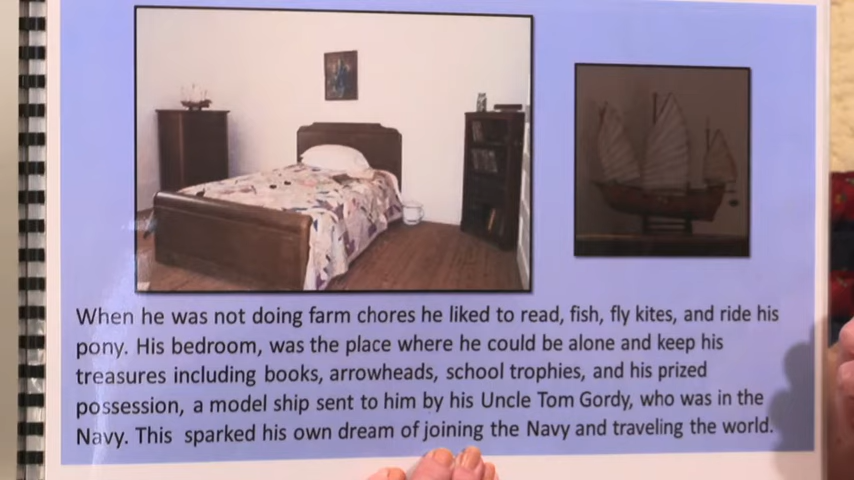 When he was not doing farm chores he liked to read, fish, fly kites, and ride his
pony. His bedroom, was the place where he could be alone and keep his
treasures including books, arrowheads, school trophies, and his prized
possession, a model ship sent to him by his Uncle Tom Gordy, who was in the
Navy. This sparked his own dream of joining the Navy and traveling the world.